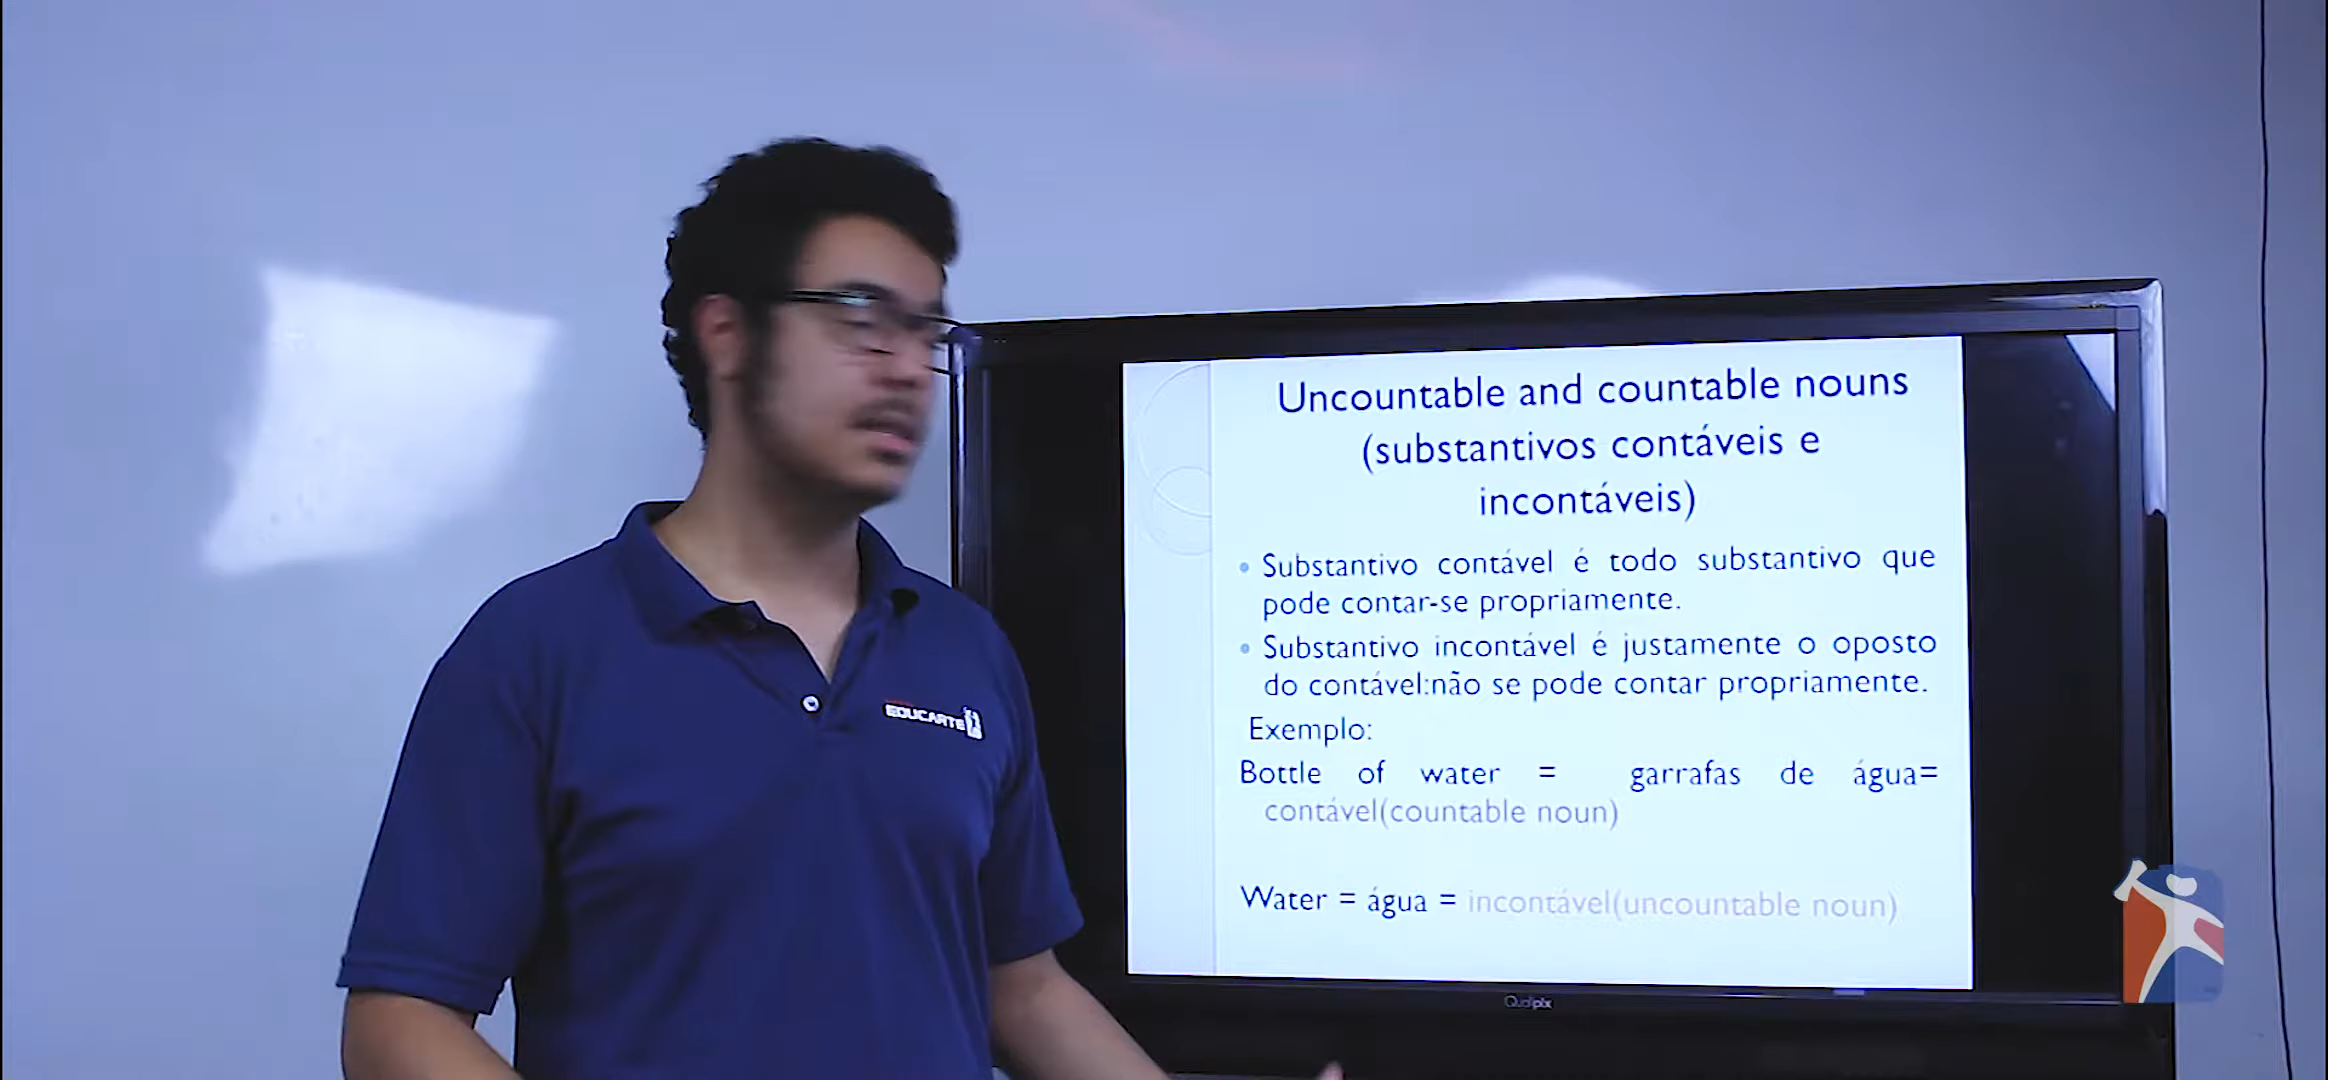 Uncountable and countable nouns
(substantivos contáveis e
incontáveis)
• Substantivo contável é todo substantivo que
pode contar-se propriamente.
• Substantivo incontável é justamente o oposto
do contável:não se pode contar propriamente.
Exemplo:
Bottle of water = garrafas de água=
contável(countable noun)
Water = água = incontável(uncountable noun)
EDUCARTE
Qualipix